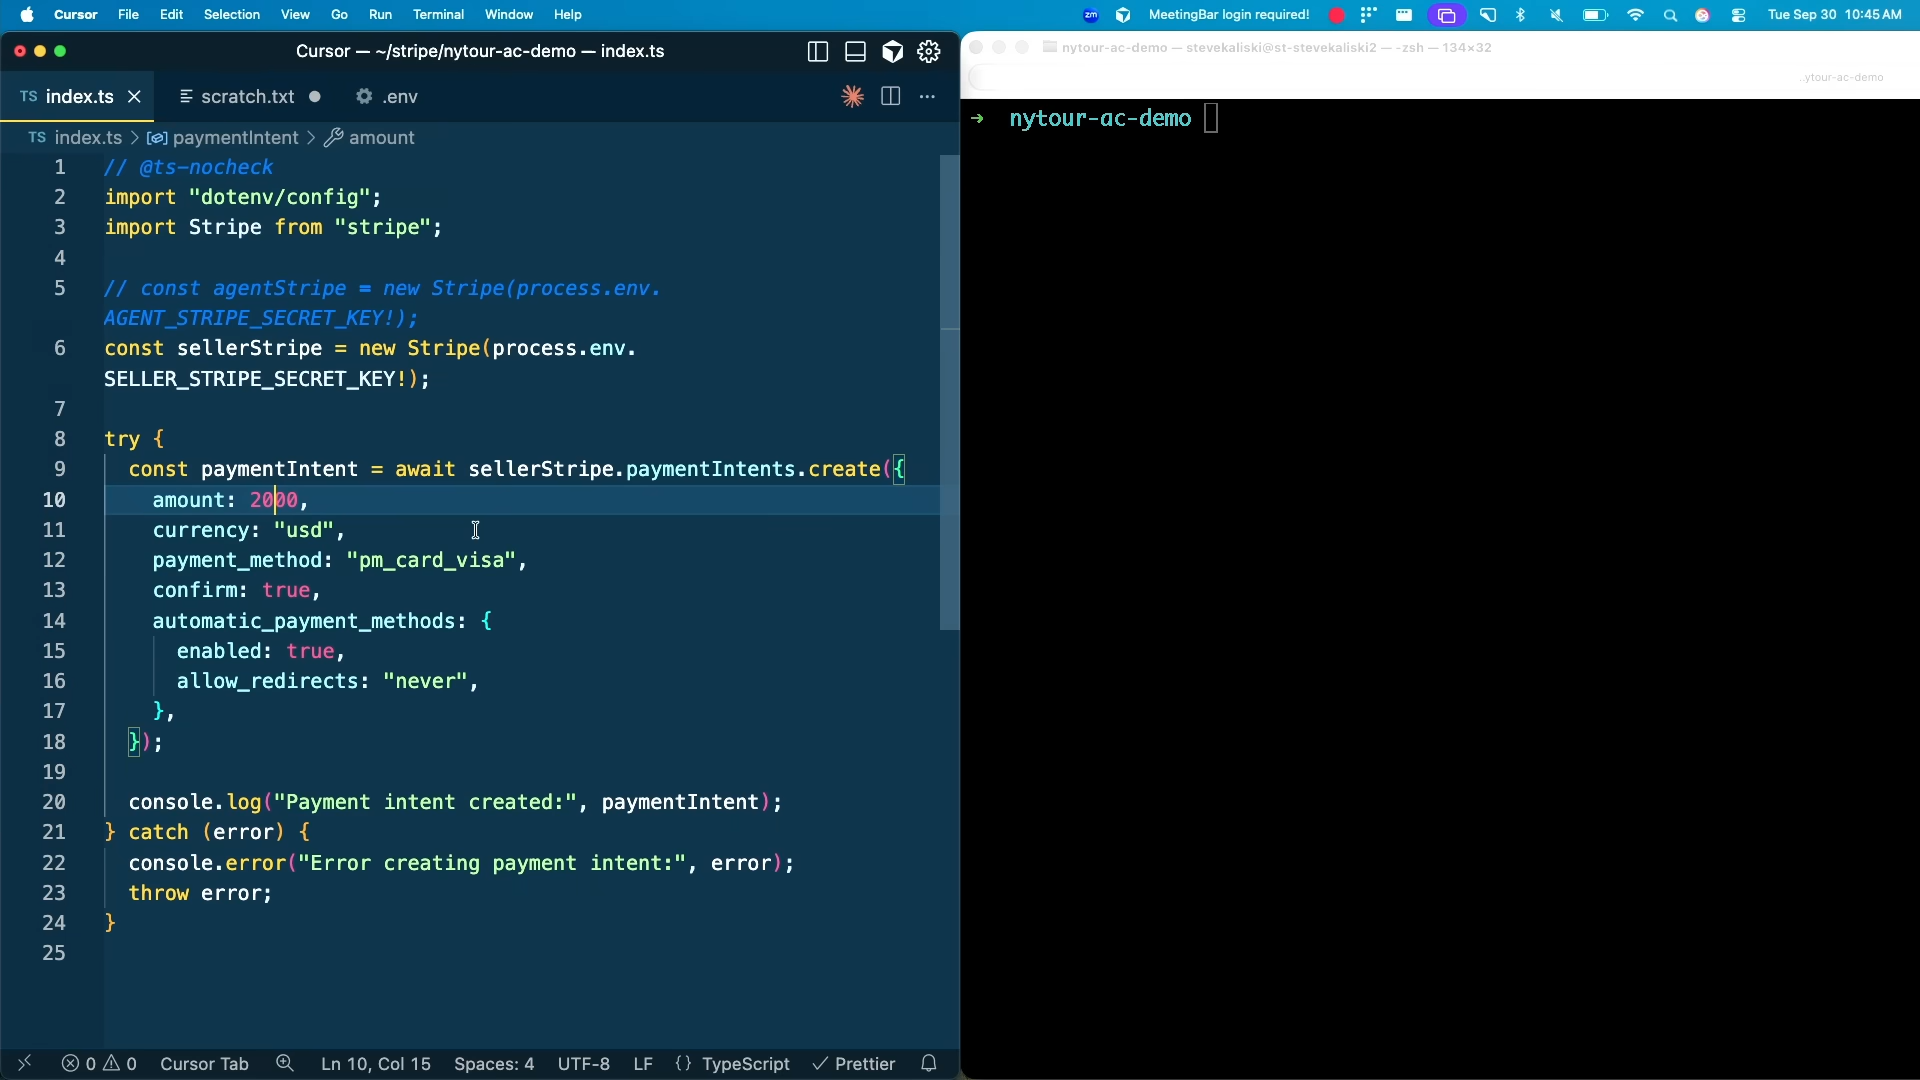 Cursor File Edit Selection View Go Run Terminal Window Help
zm MeetingBar login required! Tue Sep 30 10:45 AM
Cursor — ~/stripe/nytour-ac-demo — index.ts
TS index.ts scratch.txt .env
TS index.ts > paymentIntent > amount
1 // @ts-nocheck
2 import "dotenv/config";
3 import Stripe from "stripe";
4
5 // const agentStripe = new Stripe(process.env.
AGENT_STRIPE_SECRET_KEY!);
6 const sellerStripe = new Stripe(process.env.
SELLER_STRIPE_SECRET_KEY!);
7
8 try {
9 const paymentIntent = await sellerStripe.paymentIntents.create({
10 amount: 2000,
11 currency: "usd",
12 payment_method: "pm_card_visa",
13 confirm: true,
14 automatic_payment_methods: {
15 enabled: true,
16 allow_redirects: "never",
17 },
18 });
19
20 console.log("Payment intent created:", paymentIntent);
21 } catch (error) {
22 console.error("Error creating payment intent:", error);
23 throw error;
24 }
25
0 0 Cursor Tab Ln 10, Col 15 Spaces: 4 UTF-8 LF {} TypeScript ✓ Prettier
nytour-ac-demo — stevekaliski@st-stevekaliski2 — -zsh — 134×32
..ytour-ac-demo
→ nytour-ac-demo